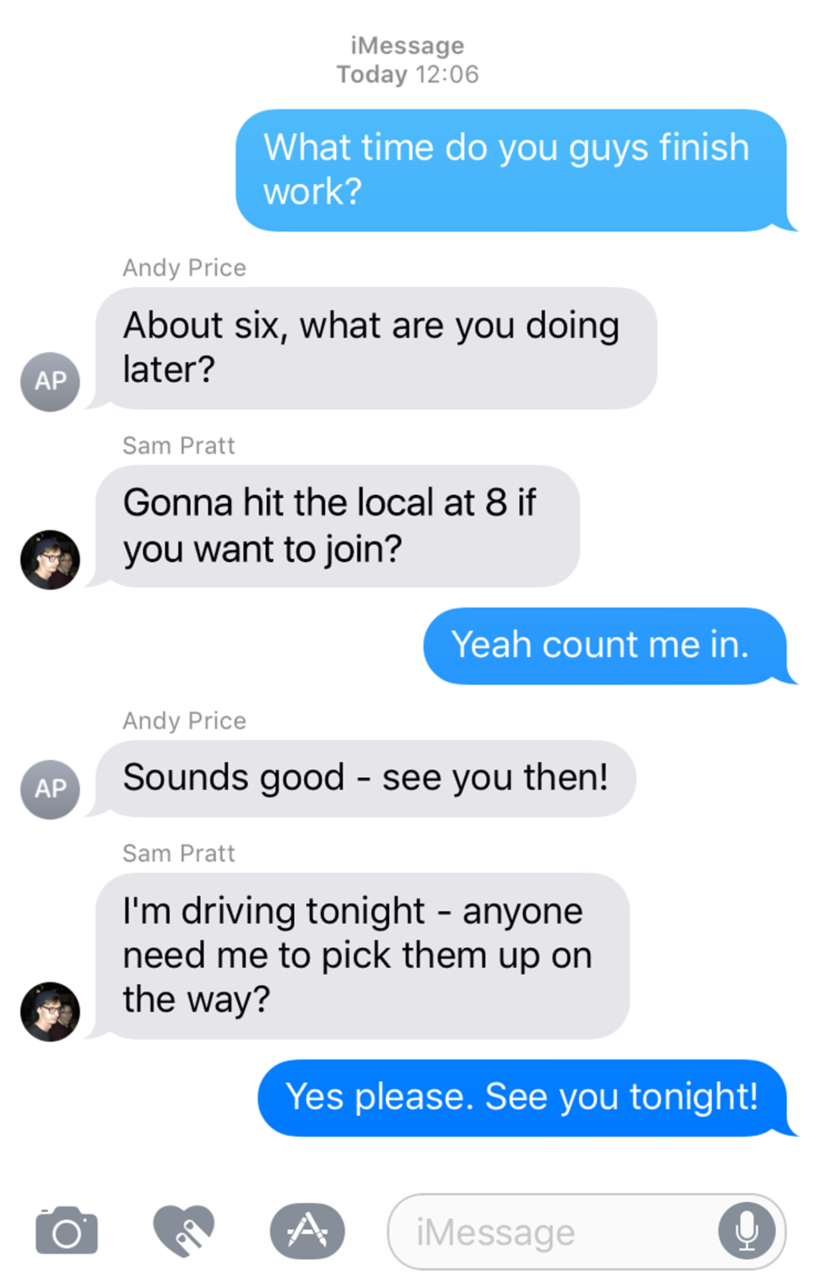 iMessage
Today 12:06
What time do you guys finish
work?
Andy Price
About six, what are you doing
later?
AP
Sam Pratt
Gonna hit the local at 8 if
you want to join?
Yeah count me in.
Andy Price
Sounds good - see you then!
AP
Sam Pratt
I'm driving tonight - anyone
need me to pick them up on
the way?
Yes please. See you tonight!
iMessage